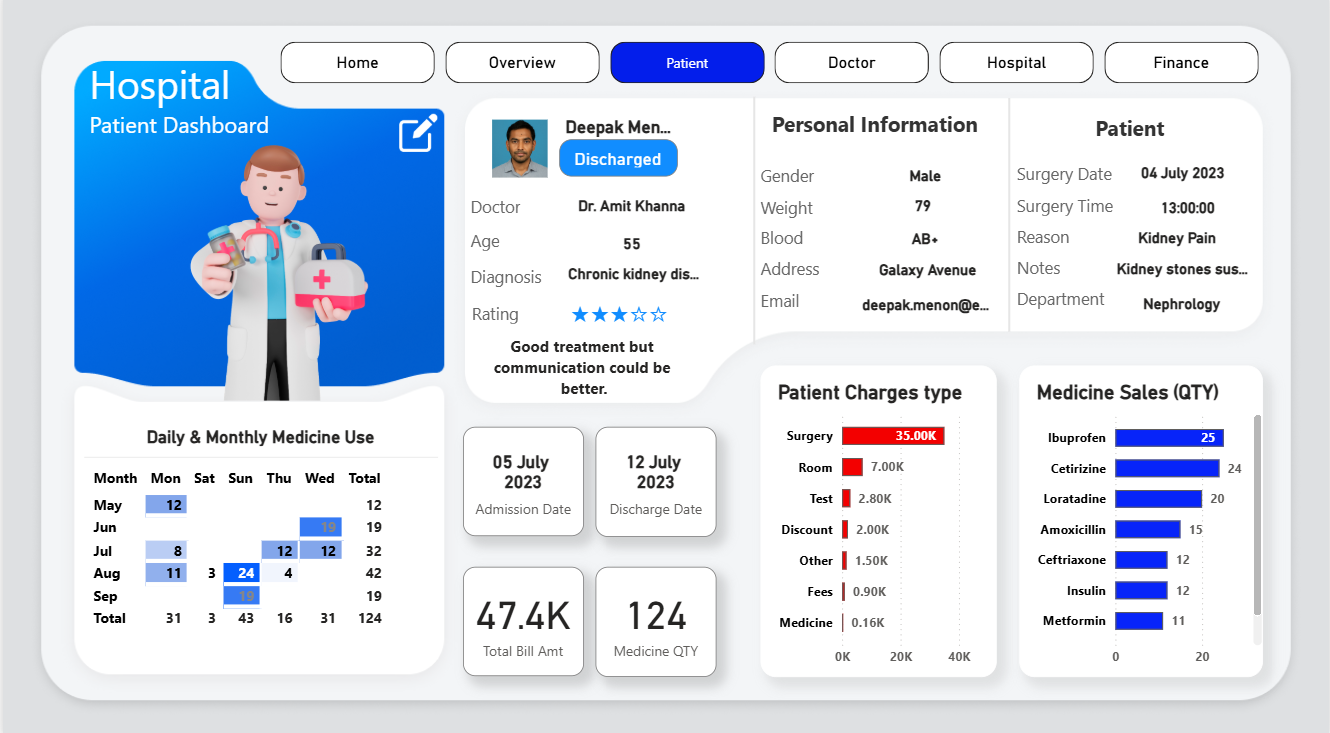 Home Overview Patient Doctor Hospital Finance
Hospital
Patient Dashboard
Deepak Men...
Discharged
Doctor Dr. Amit Khanna
Age 55
Diagnosis Chronic kidney dis...
Rating
Good treatment but
communication could be
better.
Personal Information
Gender Male
Weight 79
Blood AB+
Address Galaxy Avenue
Email deepak.menon@e...
Patient
Surgery Date 04 July 2023
Surgery Time 13:00:00
Reason Kidney Pain
Notes Kidney stones sus...
Department Nephrology
Daily & Monthly Medicine Use
Month Mon Sat Sun Thu Wed Total
May 12 12
Jun 19 19
Jul 8 12 12 32
Aug 11 3 24 4 42
Sep 19 19
Total 31 3 43 16 31 124
05 July
2023
Admission Date
12 July
2023
Discharge Date
47.4K
Total Bill Amt
124
Medicine QTY
Patient Charges type
Surgery 35.00K
Room 7.00K
Test 2.80K
Discount 2.00K
Other 1.50K
Fees 0.90K
Medicine 0.16K
0K 20K 40K
Medicine Sales (QTY)
Ibuprofen 25
Cetirizine 24
Loratadine 20
Amoxicillin 15
Ceftriaxone 12
Insulin 12
Metformin 11
0 20